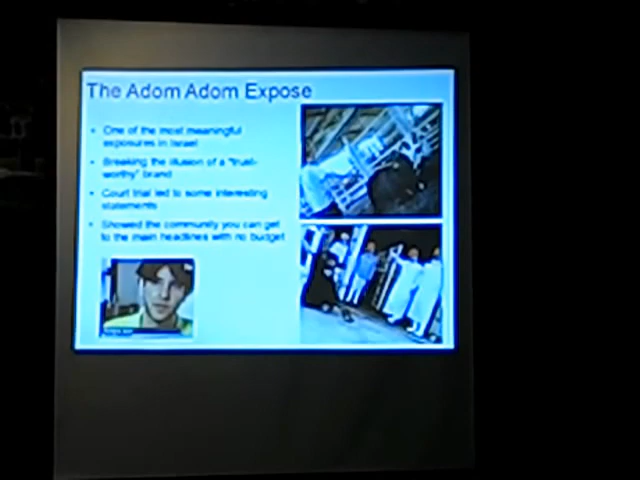 The Adom Adom Expose
• One of the most meaningful
exposures in Israel
• Breaking the illusion of a "trust-
worthy" brand
• Court trial led to some interesting
statements
• Showed the community you can get
to the main headlines with no budget